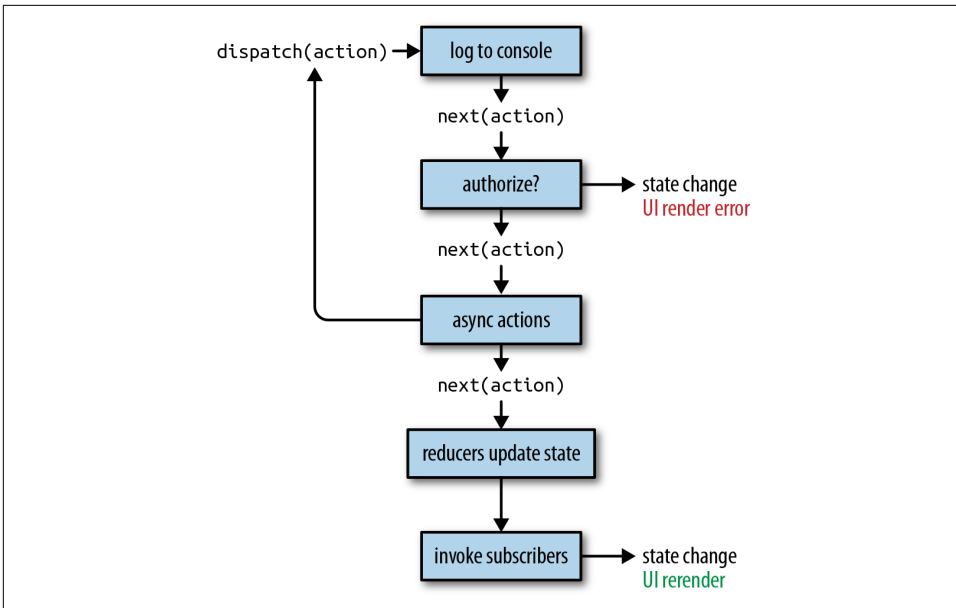 dispatch(action)
log to console
next(action)
authorize?
state change
UI render error
next(action)
async actions
next(action)
reducers update state
invoke subscribers
state change
UI rerender